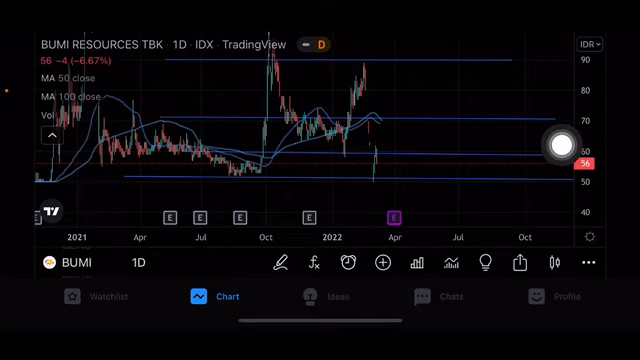 BUMI RESOURCES TBK · 1D · IDX · TradingView
D
IDR
56 −4 (−6.67%)
MA 50 close
MA 100 close
Vol
90
80
70
60
56
50
40
E
E
E
E
E
2021
Apr
Jul
Oct
2022
Apr
BUMI
1D
Watchlist
Chart
Ideas
Chats
Profile